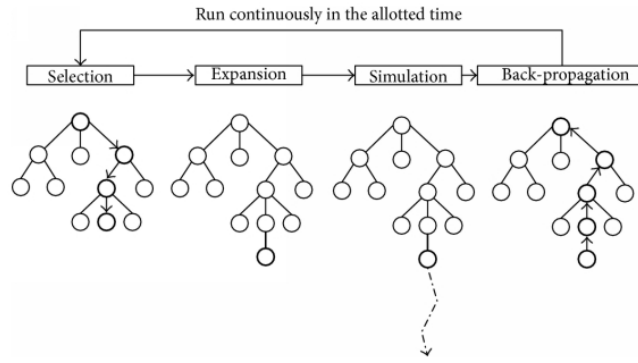 Run continuously in the allotted time
Selection
Expansion
Simulation
Back-propagation